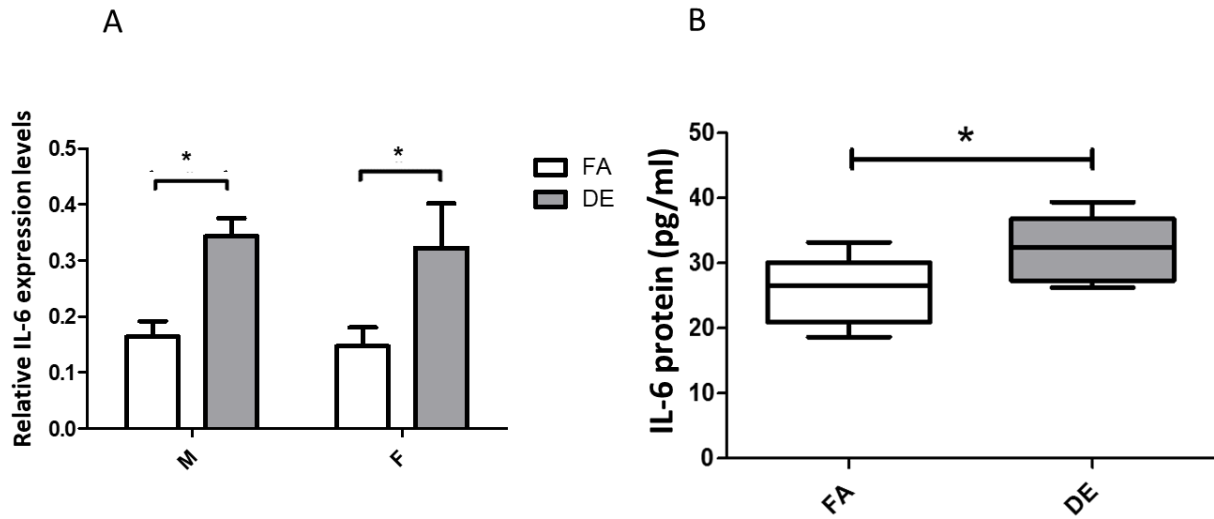 A
Relative IL-6 expression levels
0.5
0.4
0.3
0.2
0.1
0.0
*
*
M
F
FA
DE
B
IL-6 protein (pg/ml)
50
40
30
20
10
0
*
FA
DE